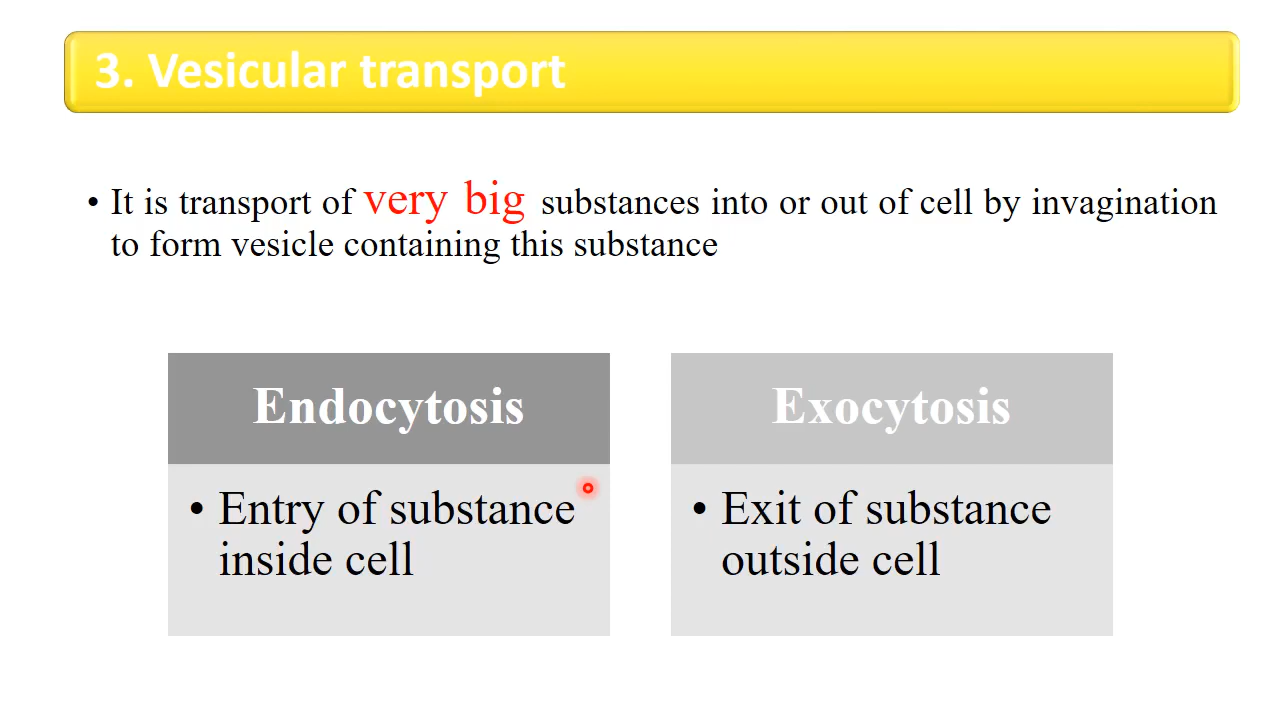 3. Vesicular transport
• It is transport of very big substances into or out of cell by invagination
to form vesicle containing this substance
Endocytosis
• Entry of substance
inside cell
Exocytosis
• Exit of substance
outside cell